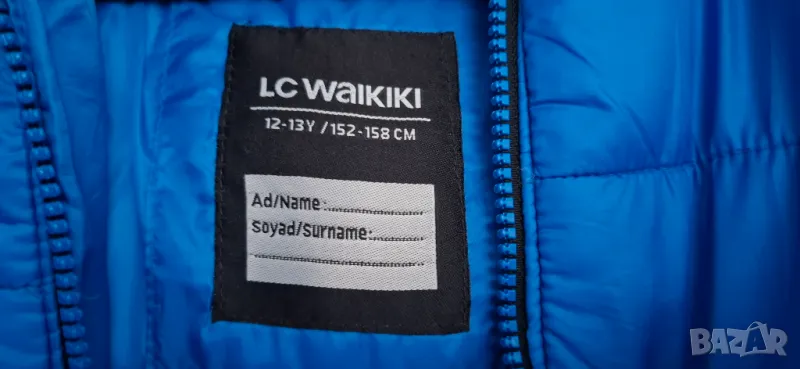 LC WAIKIKI
12-13Y / 152-158 CM
Ad/Name:
Soyad/Surname:
BAZAR